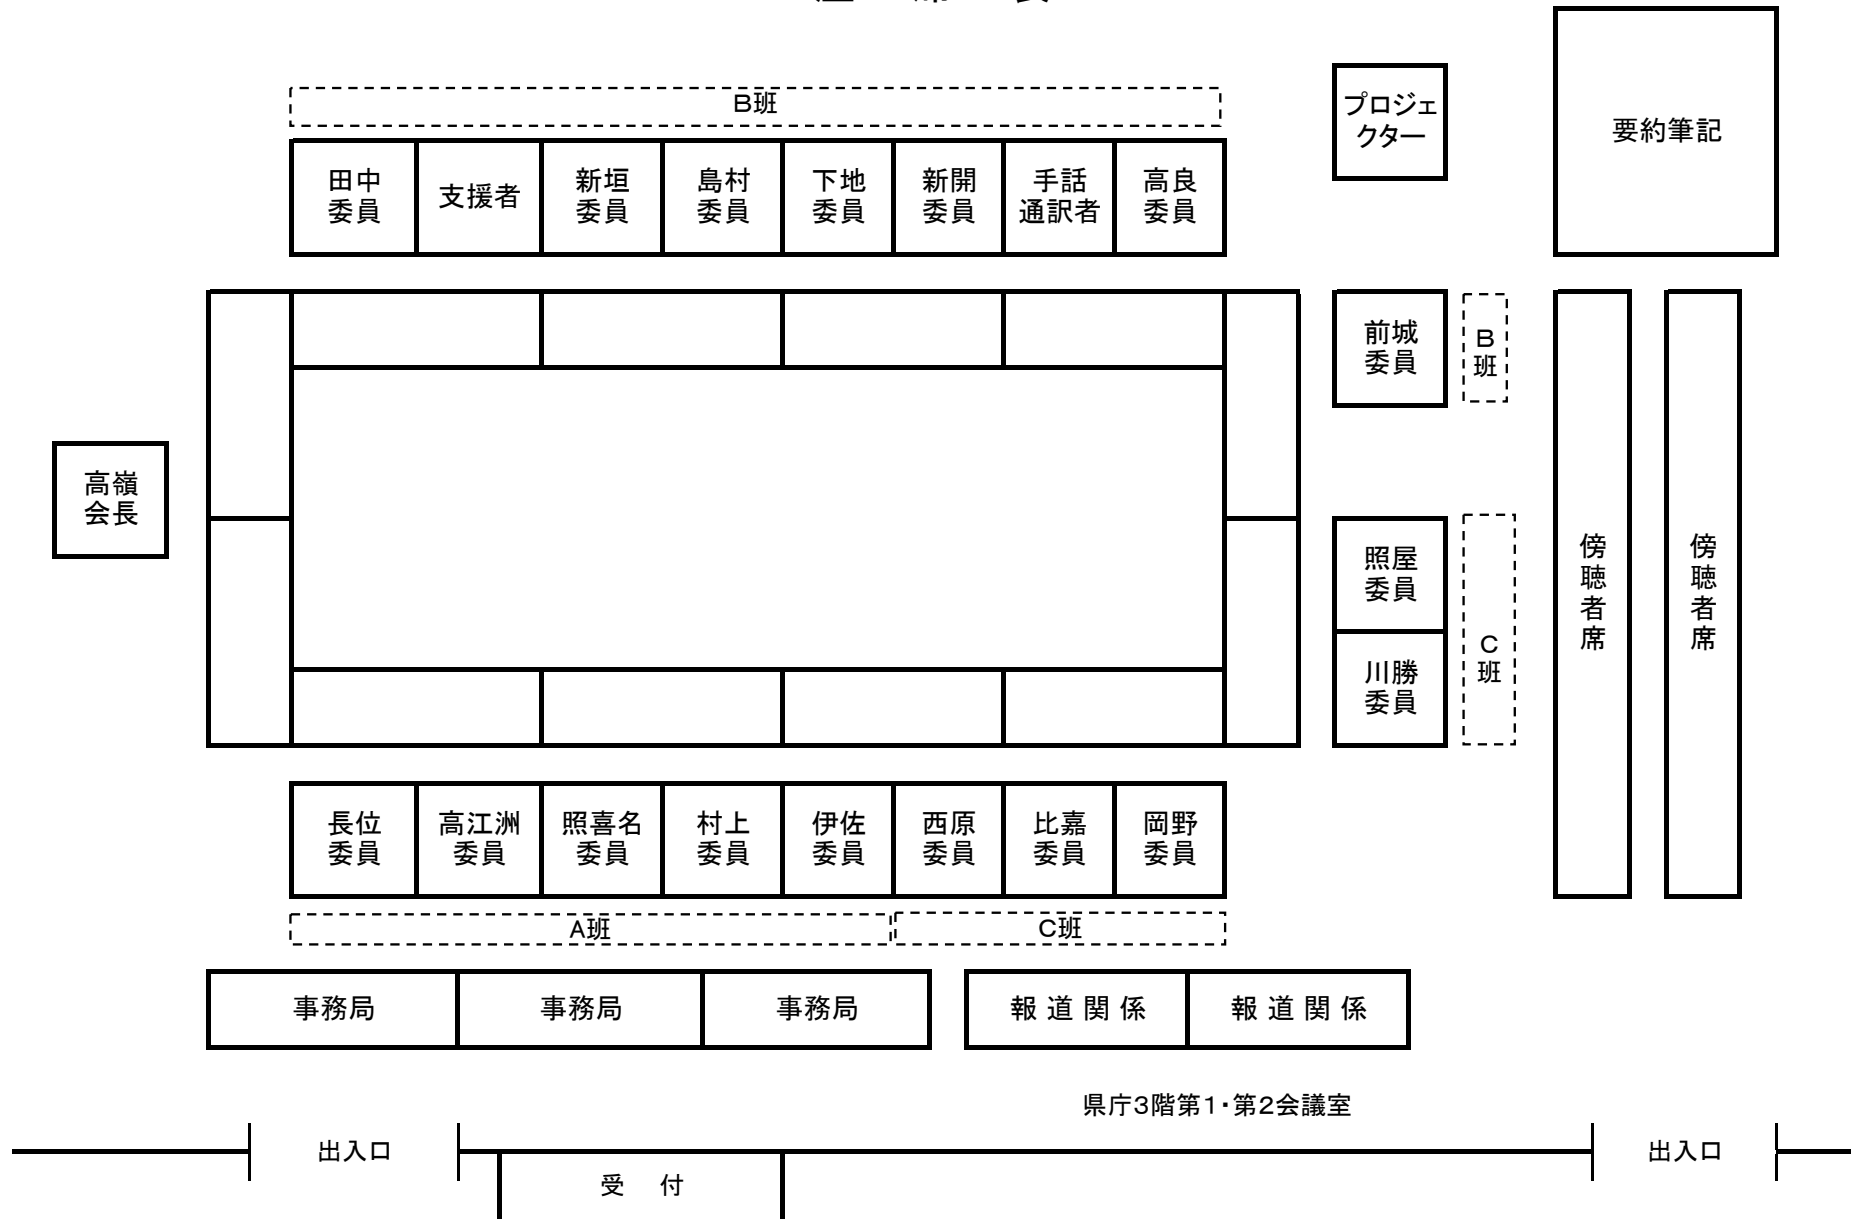 B班
プロジェ
クター
要約筆記
田中
委員
支援者
新垣
委員
島村
委員
下地
委員
新開
委員
手話
通訳者
高良
委員
前城
委員
B
班
高嶺
会長
照屋
委員
川勝
委員
C
班
傍聴者席
傍聴者席
長位
委員
高江洲
委員
照喜名
委員
村上
委員
伊佐
委員
西原
委員
比嘉
委員
岡野
委員
A班
C班
事務局
事務局
事務局
報道関係
報道関係
県庁3階第1・第2会議室
出入口
出入口
受　付